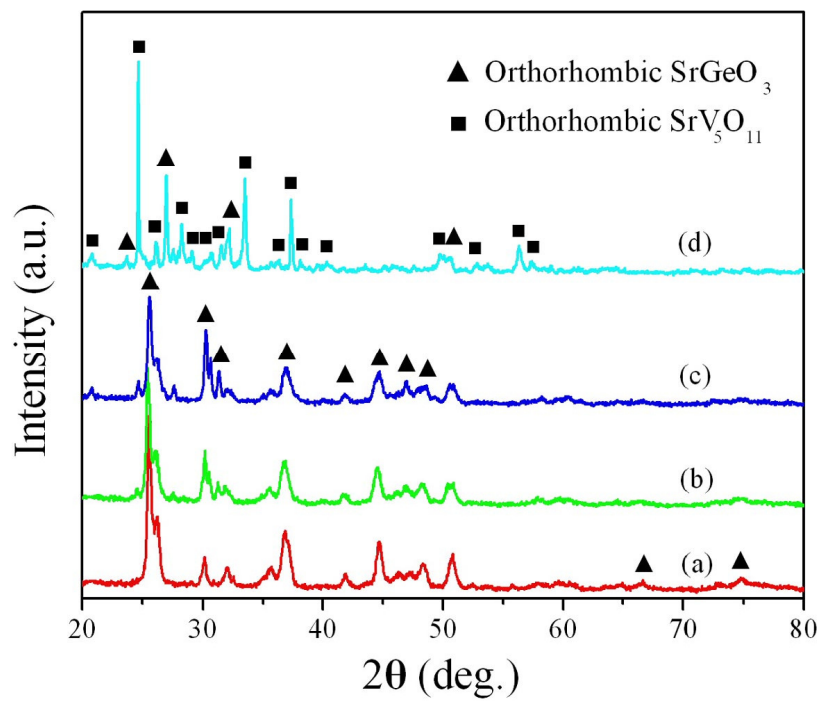 Orthorhombic SrGeO₃
Orthorhombic SrV₅O₁₁
(d)
(c)
(b)
(a)
Intensity (a.u.)
20 30 40 50 60 70 80
2θ (deg.)